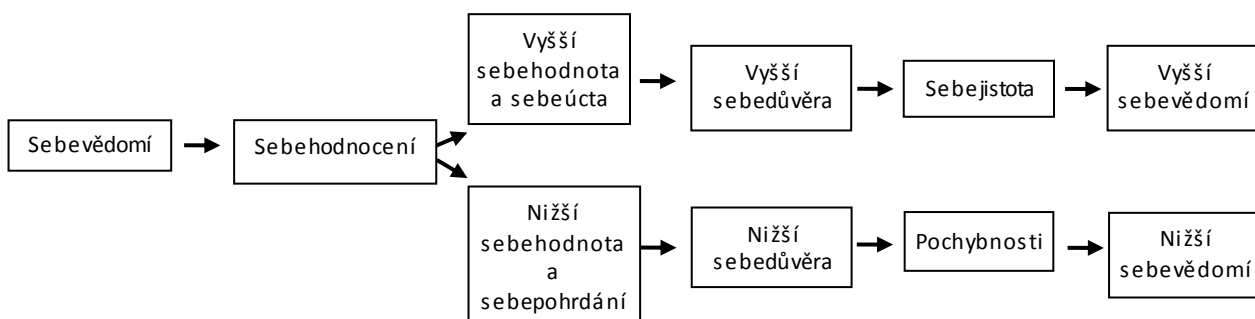 Sebevědomí
Sebehodnocení
Vyšší
sebehodnota
a sebeúcta
Vyšší
sebedůvěra
Sebejistota
Vyšší
sebevědomí
Nižší
sebehodnota
a
sebepohrdání
Nižší
sebedůvěra
Pochybnosti
Nižší
sebevědomí